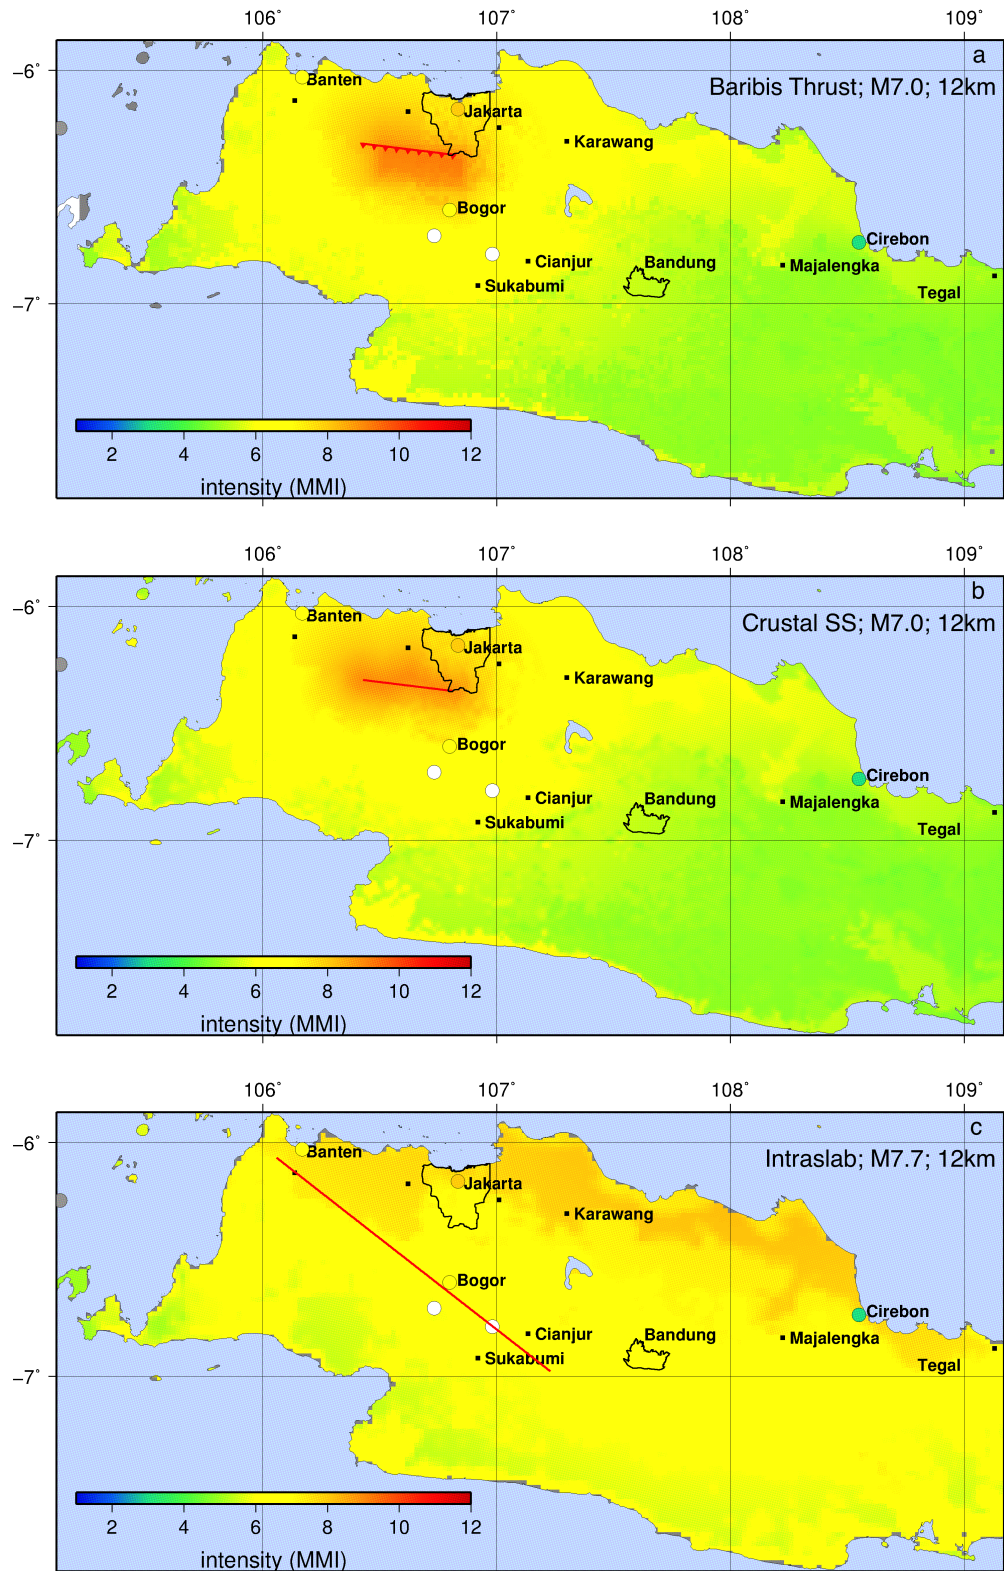 106° 107° 108° 109°
a
−6°
Banten
Baribis Thrust; M7.0; 12km
Jakarta
Karawang
Bogor
Cirebon
Cianjur
Bandung
Majalengka
Sukabumi
Tegal
−7°
2 4 6 8 10 12
intensity (MMI)
106° 107° 108° 109°
b
−6°
Banten
Crustal SS; M7.0; 12km
Jakarta
Karawang
Bogor
Cirebon
Cianjur
Bandung
Majalengka
Sukabumi
Tegal
−7°
2 4 6 8 10 12
intensity (MMI)
106° 107° 108° 109°
c
−6°
Banten
Intraslab; M7.7; 12km
Jakarta
Karawang
Bogor
Cirebon
Cianjur
Bandung
Majalengka
Sukabumi
Tegal
−7°
2 4 6 8 10 12
intensity (MMI)